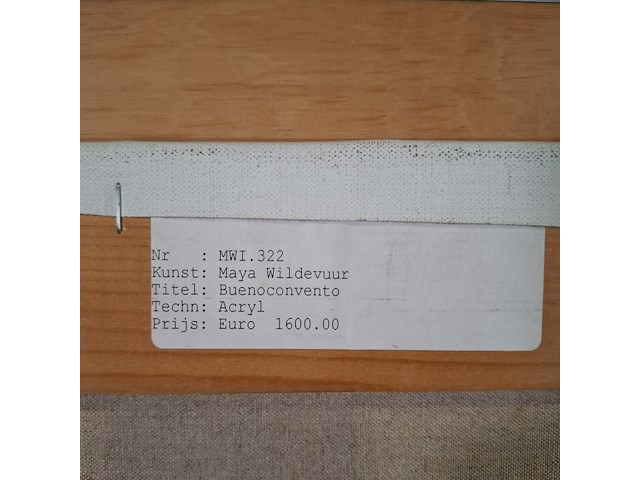 Nr   : MWI.322
Kunst: Maya Wildevuur
Titel: Buenoconvento
Techn: Acryl
Prijs: Euro  1600.00